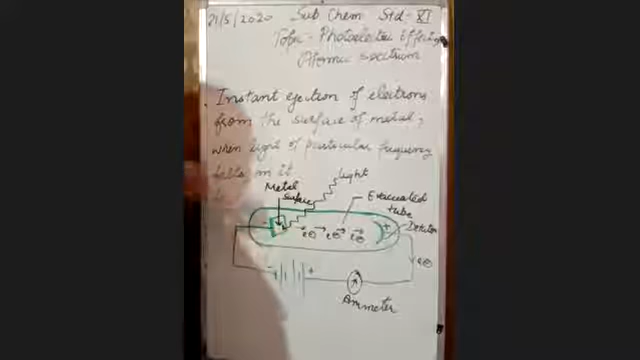 21/5/2020 Sub Chem Std - XI
Topic - Photoelectric Effect
Atomic spectrum
Instant ejection of electrons
from the surface of metal,
when light of particular frequency
falls on it
light
Metal
surface
Evacuated
tube
Detector
- +
e⊖ e⊖ e⊖
e⊖
- +
Ammeter